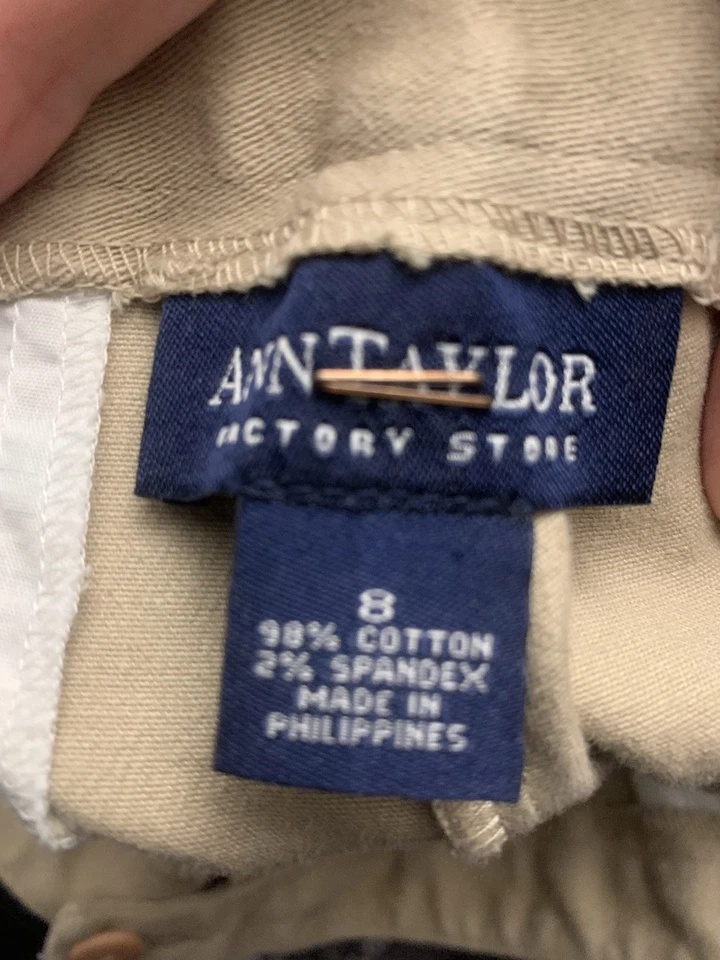 ANN TAYLOR
FACTORY STORE
8
98% COTTON
2% SPANDEX
MADE IN
PHILIPPINES